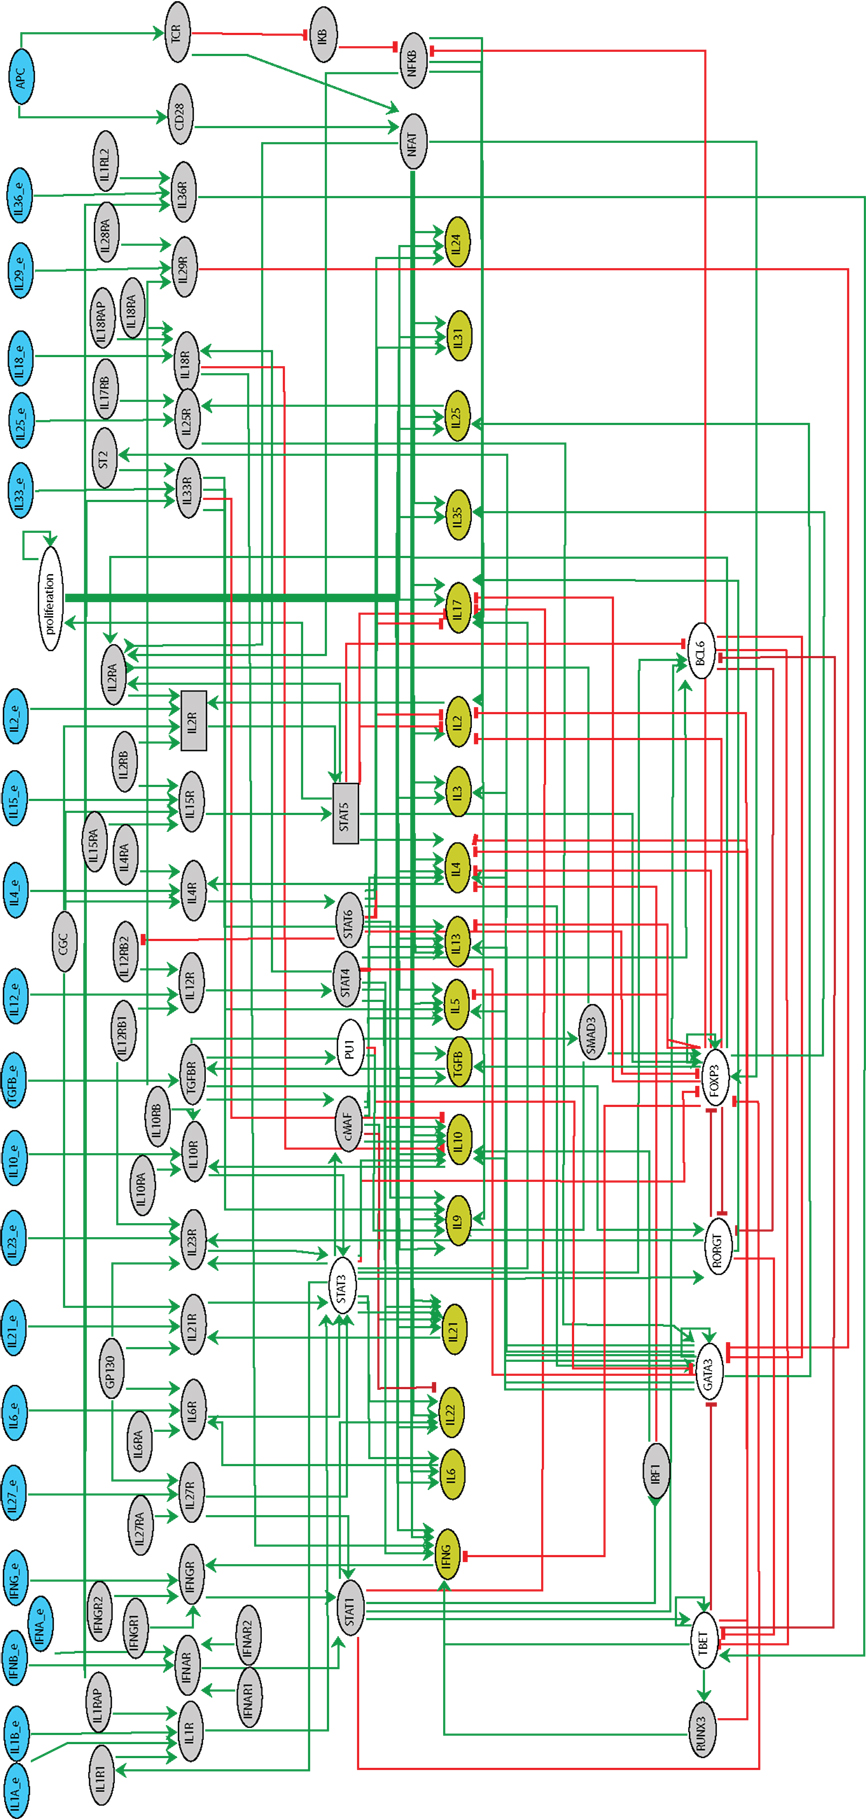 APC
TCR
IKB
NFKB
CD28
NFAT
IL36_e
IL1RL2
IL36R
IL29_e
IL28RA
IL29R
IL24
IL18RAP
IL18RA
IL18_e
IL18R
IL31
IL25_e
IL17RB
IL25R
IL25
IL33_e
ST2
IL33R
IL35
proliferation
IL17
IL2RA
BCL6
IL2_e
IL2R
IL2
IL2RB
IL15_e
IL15R
STAT5
IL3
IL15RA
IL4RA
IL4_e
IL4R
IL4
CGC
IL12RB2
STAT6
IL13
IL12_e
IL12R
STAT4
IL5
IL12RB1
SMAD3
TGFB_e
TGFBR
PU1
TGFB
FOXP3
IL10RB
IL10_e
IL10R
cMAF
IL10
IL10RA
IL23_e
IL23R
IL9
RORGT
STAT3
IL21_e
IL21R
IL21
GP130
GATA3
IL6_e
IL6R
IL22
IL6RA
IL27_e
IL27R
IL6
IRF1
IL27RA
IFNG_e
IFNGR
IFNG
IFNGR2
IFNA_e
IFNGR1
STAT1
IFNB_e
IFNAR
IFNAR2
TBET
IFNAR1
IL1RAP
IL1B_e
IL1R
RUNX3
IL1R1
IL1A_e